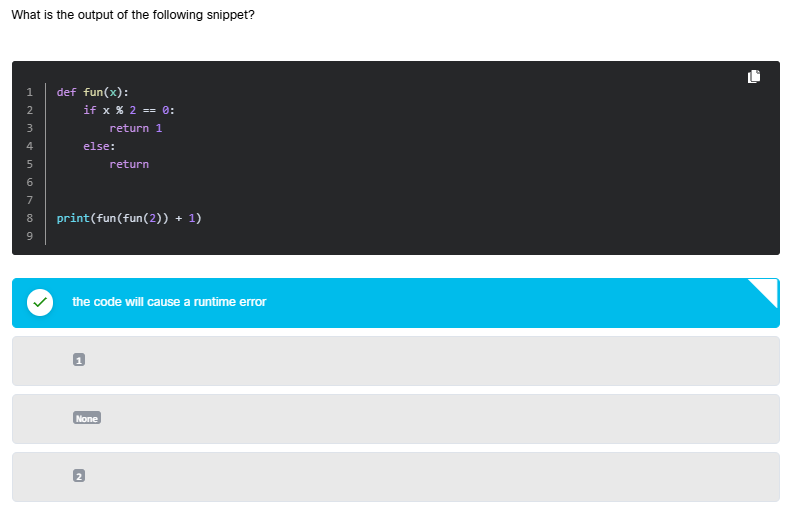 What is the output of the following snippet?
1 def fun(x):
2     if x % 2 == 0:
3         return 1
4     else:
5         return
6
7
8 print(fun(fun(2)) + 1)
9
the code will cause a runtime error
1
None
2